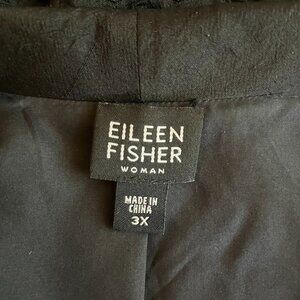 EILEEN
FISHER
WOMAN
MADE IN
CHINA
3X